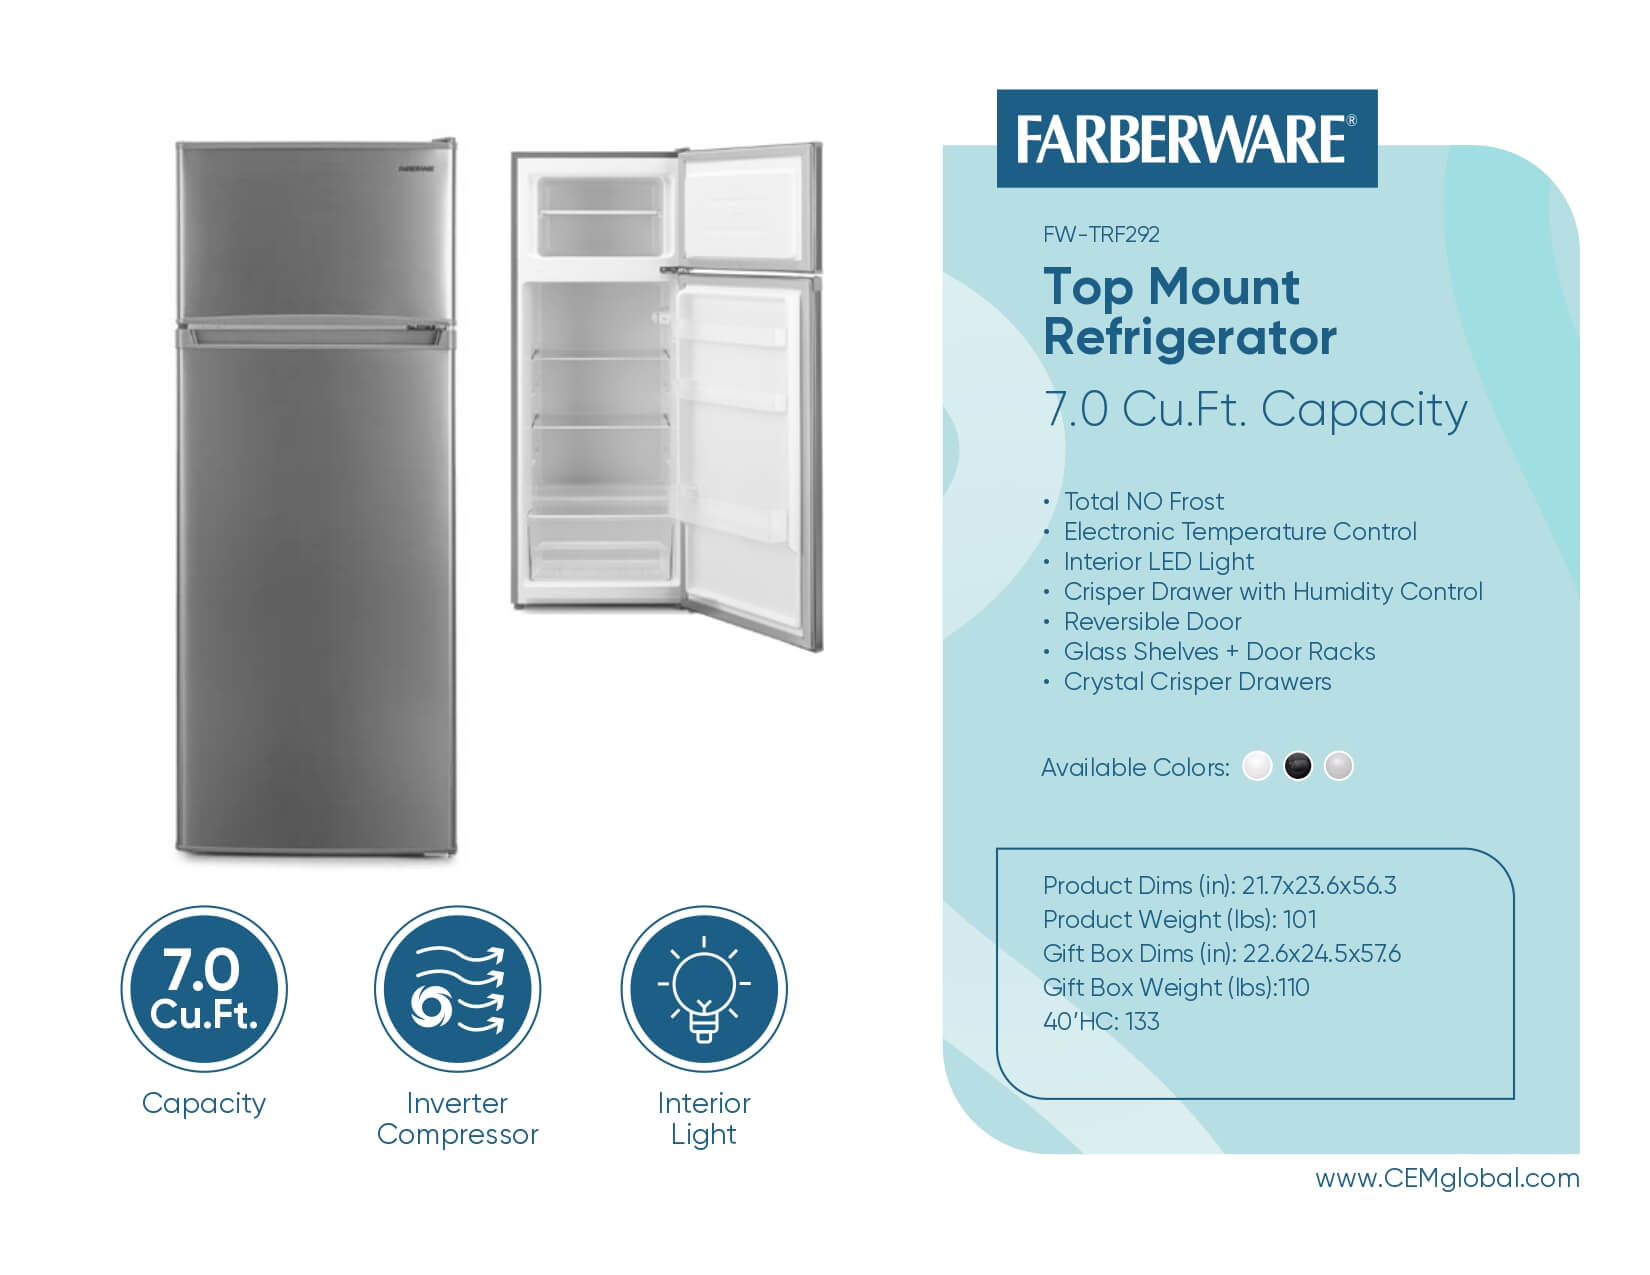 FARBERWARE
FARBERWARE®
FW-TRF292
Top Mount
Refrigerator
7.0 Cu.Ft. Capacity
• Total NO Frost
• Electronic Temperature Control
• Interior LED Light
• Crisper Drawer with Humidity Control
• Reversible Door
• Glass Shelves + Door Racks
• Crystal Crisper Drawers
Available Colors:
Product Dims (in): 21.7x23.6x56.3
Product Weight (lbs): 101
Gift Box Dims (in): 22.6x24.5x57.6
Gift Box Weight (lbs):110
40’HC: 133
7.0
Cu.Ft.
Capacity
Inverter
Compressor
Interior
Light
www.CEMglobal.com